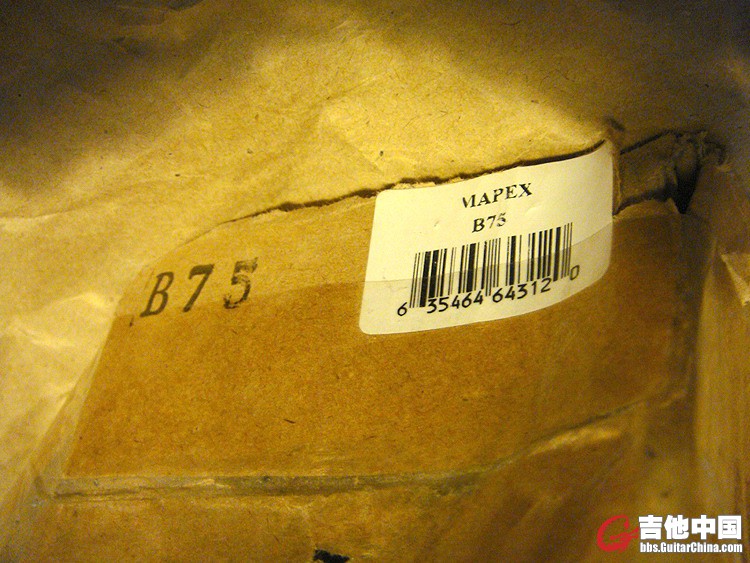 MAPEX
B75
B75
6 35464 64312 0
吉他中国
bbs.GuitarChina.com